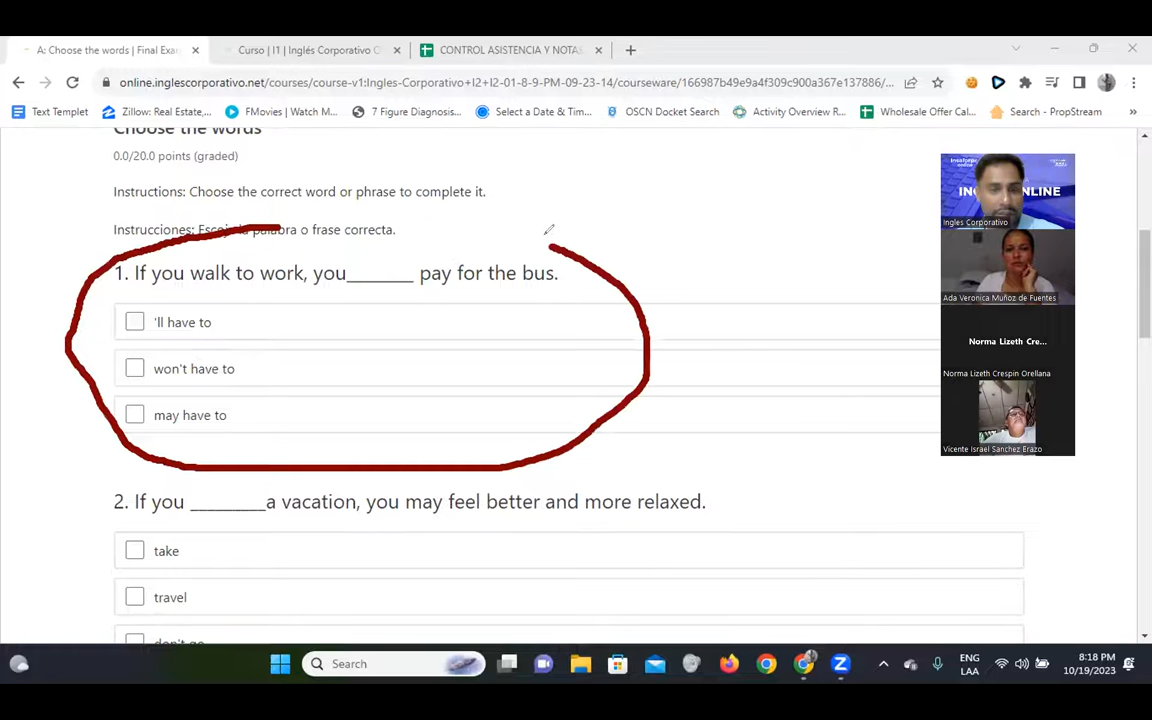 A: Choose the words | Final Exa
Curso | I1 | Inglés Corporativo C
CONTROL ASISTENCIA Y NOTAS
online.inglescorporativo.net/courses/course-v1:Ingles-Corporativo+I2+I2-01-8-9-PM-09-23-14/courseware/166987b49e9a4f309c900a367e137886/...
Text Templet
Zillow: Real Estate,...
FMovies | Watch M...
7 Figure Diagnosis...
Select a Date & Tim...
OSCN Docket Search
Activity Overview R...
Wholesale Offer Cal...
Search - PropStream
Choose the words
0.0/20.0 points (graded)
Instructions: Choose the correct word or phrase to complete it.
Instrucciones: Escoja la palabra o frase correcta.
1. If you walk to work, you_______ pay for the bus.
'll have to
won't have to
may have to
2. If you ________a vacation, you may feel better and more relaxed.
take
travel
don't go
Ingles Corporativo
Ada Veronica Muñoz de Fuentes
Norma Lizeth Cre...
Norma Lizeth Crespin Orellana
Vicente Israel Sanchez Erazo
Search
ENG
LAA
8:18 PM
10/19/2023